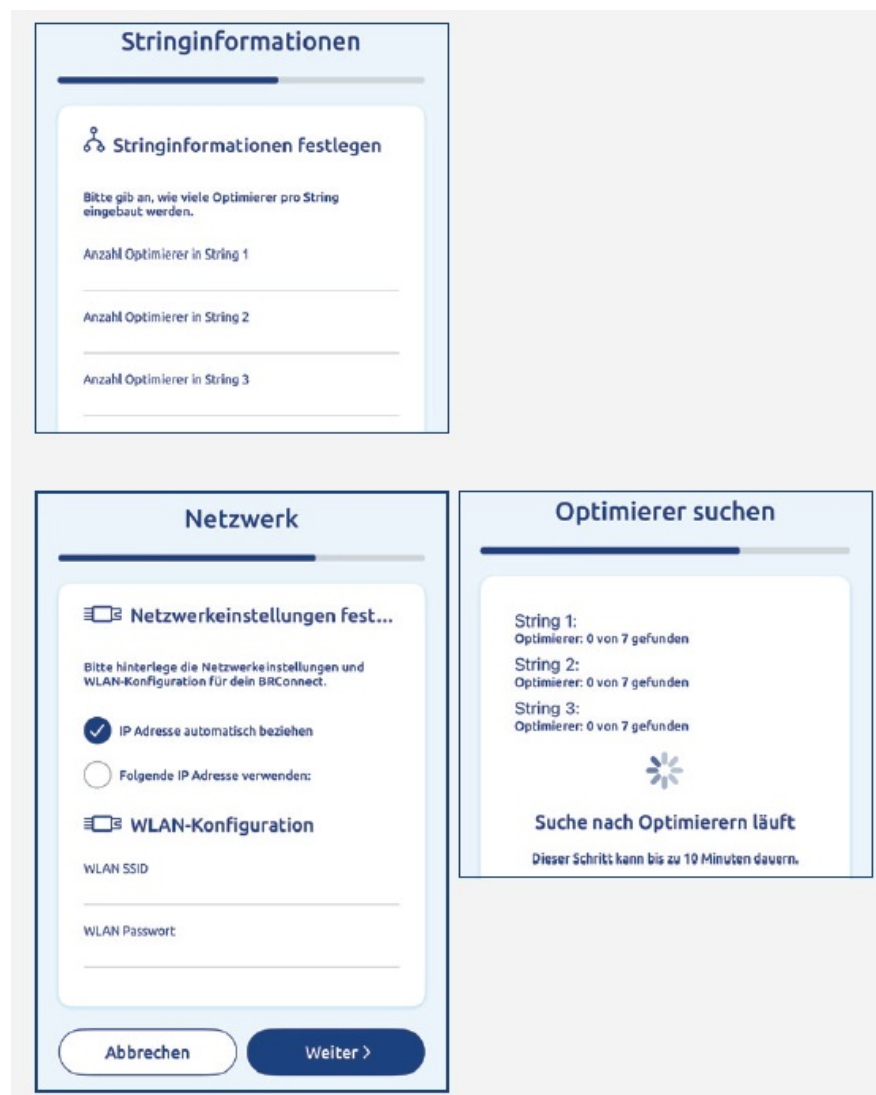 Stringinformationen
Stringinformationen festlegen
Bitte gib an, wie viele Optimierer pro String
eingebaut werden.
Anzahl Optimierer in String 1
Anzahl Optimierer in String 2
Anzahl Optimierer in String 3
Netzwerk
Netzwerkeinstellungen fest...
Bitte hinterlege die Netzwerkeinstellungen und
WLAN-Konfiguration für dein BRConnect.
IP Adresse automatisch beziehen
Folgende IP Adresse verwenden:
WLAN-Konfiguration
WLAN SSID
WLAN Passwort
Abbrechen
Weiter >
Optimierer suchen
String 1:
Optimierer: 0 von 7 gefunden
String 2:
Optimierer: 0 von 7 gefunden
String 3:
Optimierer: 0 von 7 gefunden
Suche nach Optimierern läuft
Dieser Schritt kann bis zu 10 Minuten dauern.